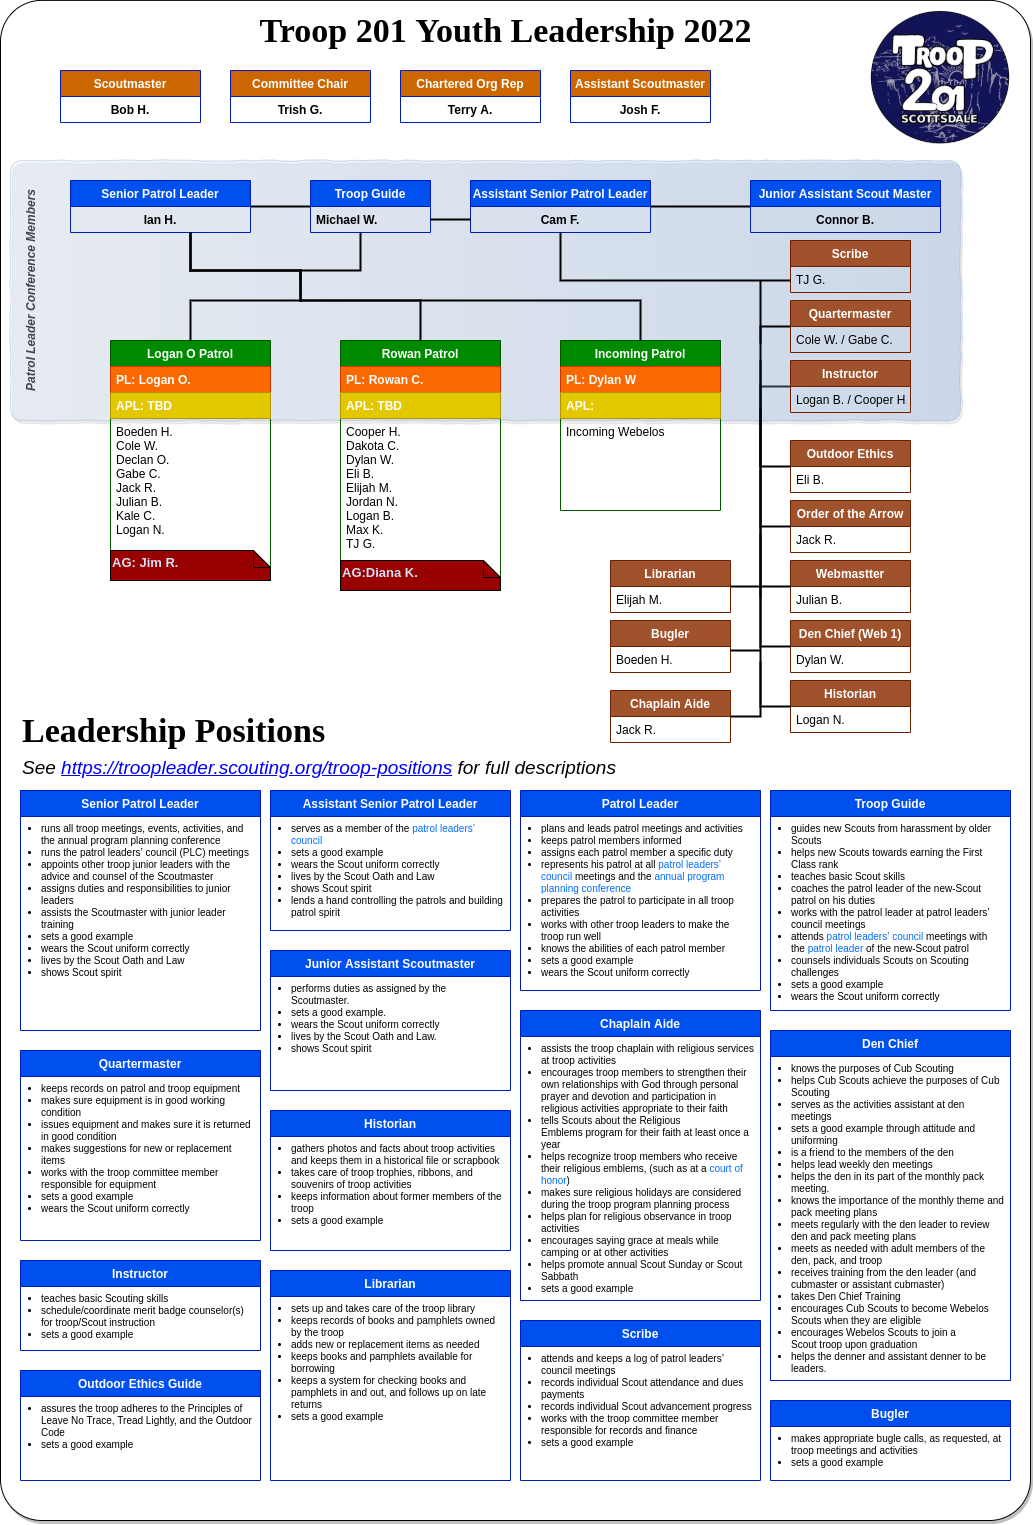 Troop 201 Youth Leadership 2022
TROOP
201
SCOTTSDALE
Scoutmaster
Bob H.
Committee Chair
Trish G.
Chartered Org Rep
Terry A.
Assistant Scoutmaster
Josh F.
Patrol Leader Conference Members
Senior Patrol Leader
Ian H.
Troop Guide
Michael W.
Assistant Senior Patrol Leader
Cam F.
Junior Assistant Scout Master
Connor B.
Scribe
TJ G.
Quartermaster
Cole W. / Gabe C.
Instructor
Logan B. / Cooper H.
Logan O Patrol
PL: Logan O.
APL: TBD
Boeden H.
Cole W.
Declan O.
Gabe C.
Jack R.
Julian B.
Kale C.
Logan N.
AG: Jim R.
Rowan Patrol
PL: Rowan C.
APL: TBD
Cooper H.
Dakota C.
Dylan W.
Eli B.
Elijah M.
Jordan N.
Logan B.
Max K.
TJ G.
AG:Diana K.
Incoming Patrol
PL: Dylan W
APL:
Incoming Webelos
Outdoor Ethics
Eli B.
Order of the Arrow
Jack R.
Librarian
Elijah M.
Webmastter
Julian B.
Bugler
Boeden H.
Den Chief (Web 1)
Dylan W.
Chaplain Aide
Jack R.
Historian
Logan N.
Leadership Positions
See https://troopleader.scouting.org/troop-positions for full descriptions
Senior Patrol Leader
• runs all troop meetings, events, activities, and
the annual program planning conference
• runs the patrol leaders' council (PLC) meetings
• appoints other troop junior leaders with the
advice and counsel of the Scoutmaster
• assigns duties and responsibilities to junior
leaders
• assists the Scoutmaster with junior leader
training
• sets a good example
• wears the Scout uniform correctly
• lives by the Scout Oath and Law
• shows Scout spirit
Quartermaster
• keeps records on patrol and troop equipment
• makes sure equipment is in good working
condition
• issues equipment and makes sure it is returned
in good condition
• makes suggestions for new or replacement
items
• works with the troop committee member
responsible for equipment
• sets a good example
• wears the Scout uniform correctly
Instructor
• teaches basic Scouting skills
• schedule/coordinate merit badge counselor(s)
for troop/Scout instruction
• sets a good example
Outdoor Ethics Guide
• assures the troop adheres to the Principles of
Leave No Trace, Tread Lightly, and the Outdoor
Code
• sets a good example
Assistant Senior Patrol Leader
• serves as a member of the patrol leaders'
council
• sets a good example
• wears the Scout uniform correctly
• lives by the Scout Oath and Law
• shows Scout spirit
• lends a hand controlling the patrols and building
patrol spirit
Junior Assistant Scoutmaster
• performs duties as assigned by the
Scoutmaster.
• sets a good example.
• wears the Scout uniform correctly
• lives by the Scout Oath and Law.
• shows Scout spirit
Historian
• gathers photos and facts about troop activities
and keeps them in a historical file or scrapbook
• takes care of troop trophies, ribbons, and
souvenirs of troop activities
• keeps information about former members of the
troop
• sets a good example
Librarian
• sets up and takes care of the troop library
• keeps records of books and pamphlets owned
by the troop
• adds new or replacement items as needed
• keeps books and pamphlets available for
borrowing
• keeps a system for checking books and
pamphlets in and out, and follows up on late
returns
• sets a good example
Patrol Leader
• plans and leads patrol meetings and activities
• keeps patrol members informed
• assigns each patrol member a specific duty
• represents his patrol at all patrol leaders'
council meetings and the annual program
planning conference
• prepares the patrol to participate in all troop
activities
• works with other troop leaders to make the
troop run well
• knows the abilities of each patrol member
• sets a good example
• wears the Scout uniform correctly
Chaplain Aide
• assists the troop chaplain with religious services
at troop activities
• encourages troop members to strengthen their
own relationships with God through personal
prayer and devotion and participation in
religious activities appropriate to their faith
• tells Scouts about the Religious
Emblems program for their faith at least once a
year
• helps recognize troop members who receive
their religious emblems, (such as at a court of
honor)
• makes sure religious holidays are considered
during the troop program planning process
• helps plan for religious observance in troop
activities
• encourages saying grace at meals while
camping or at other activities
• helps promote annual Scout Sunday or Scout
Sabbath
• sets a good example
Scribe
• attends and keeps a log of patrol leaders'
council meetings
• records individual Scout attendance and dues
payments
• records individual Scout advancement progress
• works with the troop committee member
responsible for records and finance
• sets a good example
Troop Guide
• guides new Scouts from harassment by older
Scouts
• helps new Scouts towards earning the First
Class rank
• teaches basic Scout skills
• coaches the patrol leader of the new-Scout
patrol on his duties
• works with the patrol leader at patrol leaders'
council meetings
• attends patrol leaders' council meetings with
the patrol leader of the new-Scout patrol
• counsels individuals Scouts on Scouting
challenges
• sets a good example
• wears the Scout uniform correctly
Den Chief
• knows the purposes of Cub Scouting
• helps Cub Scouts achieve the purposes of Cub
Scouting
• serves as the activities assistant at den
meetings
• sets a good example through attitude and
uniforming
• is a friend to the members of the den
• helps lead weekly den meetings
• helps the den in its part of the monthly pack
meeting.
• knows the importance of the monthly theme and
pack meeting plans
• meets regularly with the den leader to review
den and pack meeting plans
• meets as needed with adult members of the
den, pack, and troop
• receives training from the den leader (and
cubmaster or assistant cubmaster)
• takes Den Chief Training
• encourages Cub Scouts to become Webelos
Scouts when they are eligible
• encourages Webelos Scouts to join a
Scout troop upon graduation
• helps the denner and assistant denner to be
leaders.
Bugler
• makes appropriate bugle calls, as requested, at
troop meetings and activities
• sets a good example